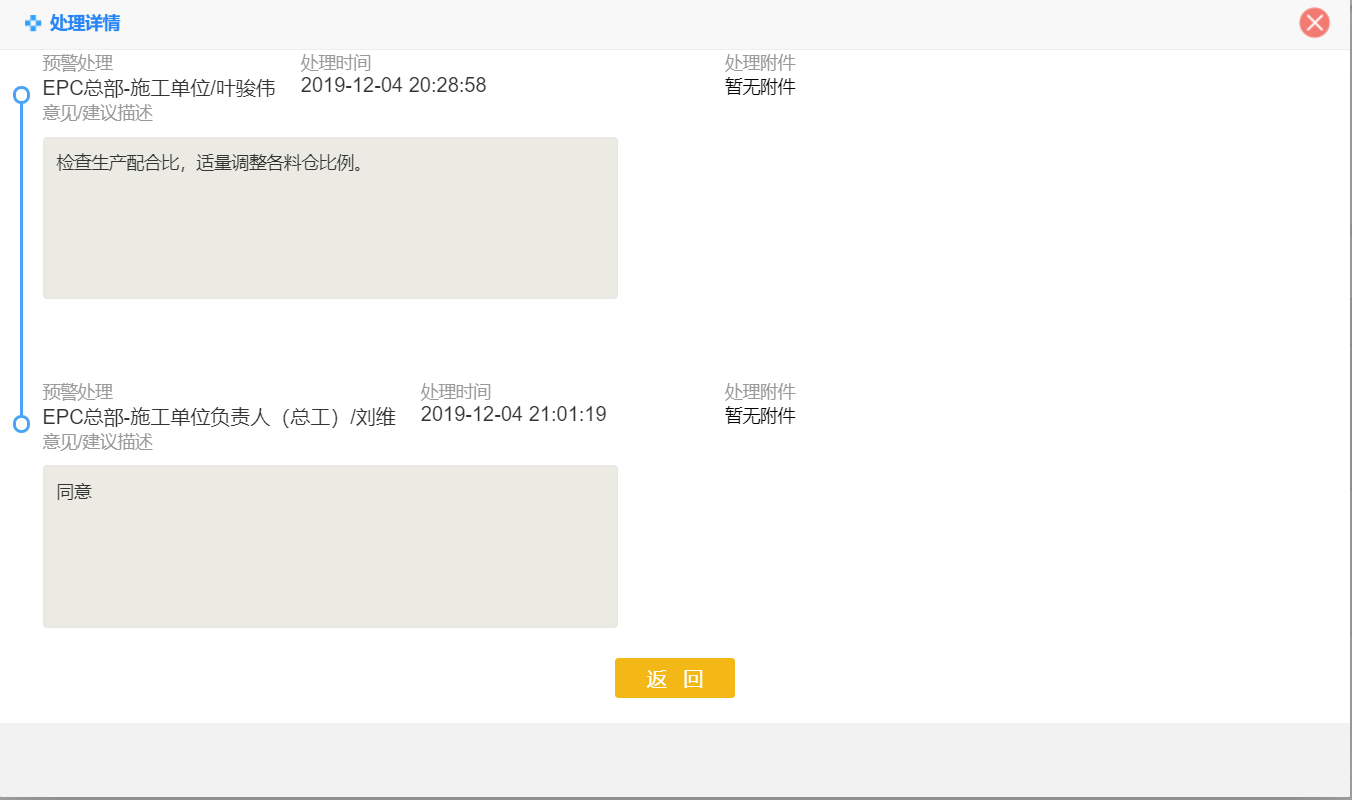 处理详情
预警处理 处理时间 处理附件
EPC总部-施工单位/叶骏伟 2019-12-04 20:28:58 暂无附件
意见/建议描述
检查生产配合比，适量调整各料仓比例。
预警处理 处理时间 处理附件
EPC总部-施工单位负责人（总工）/刘维 2019-12-04 21:01:19 暂无附件
意见/建议描述
同意
返 回